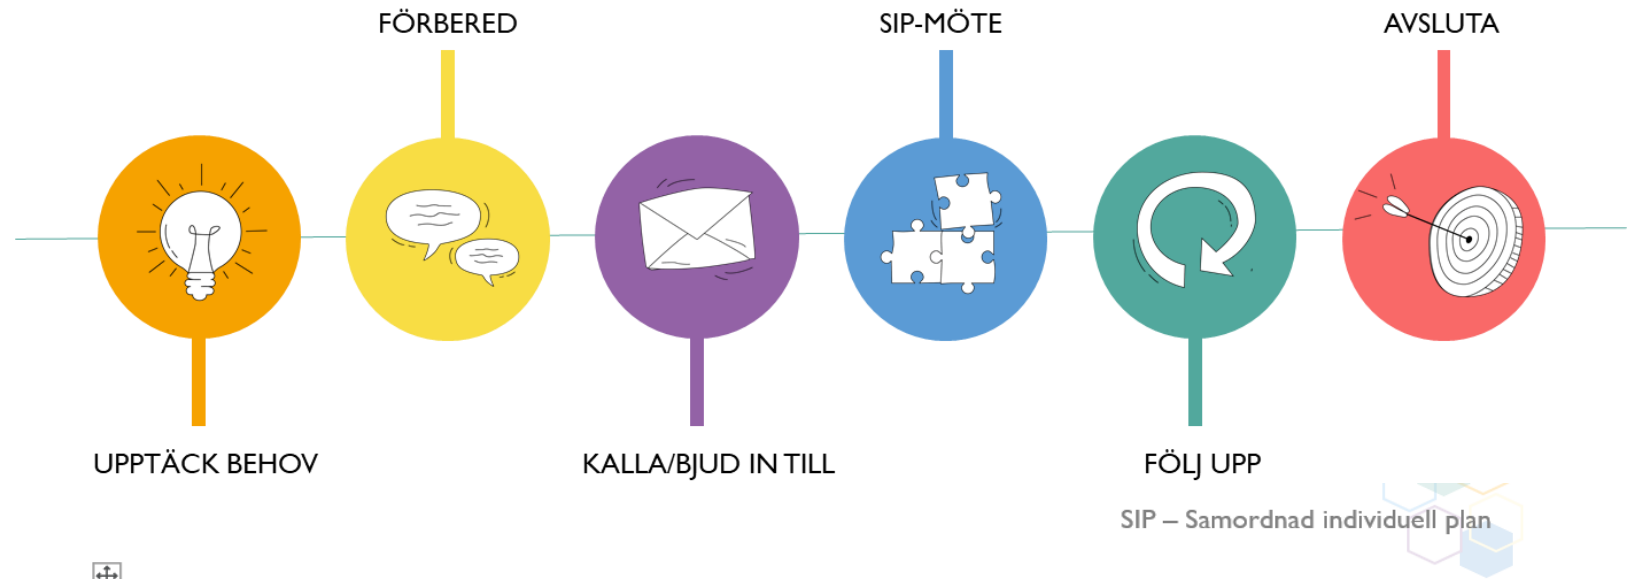 FÖRBERED
SIP-MÖTE
AVSLUTA
UPPTÄCK BEHOV
KALLA/BJUD IN TILL
FÖLJ UPP
SIP – Samordnad individuell plan